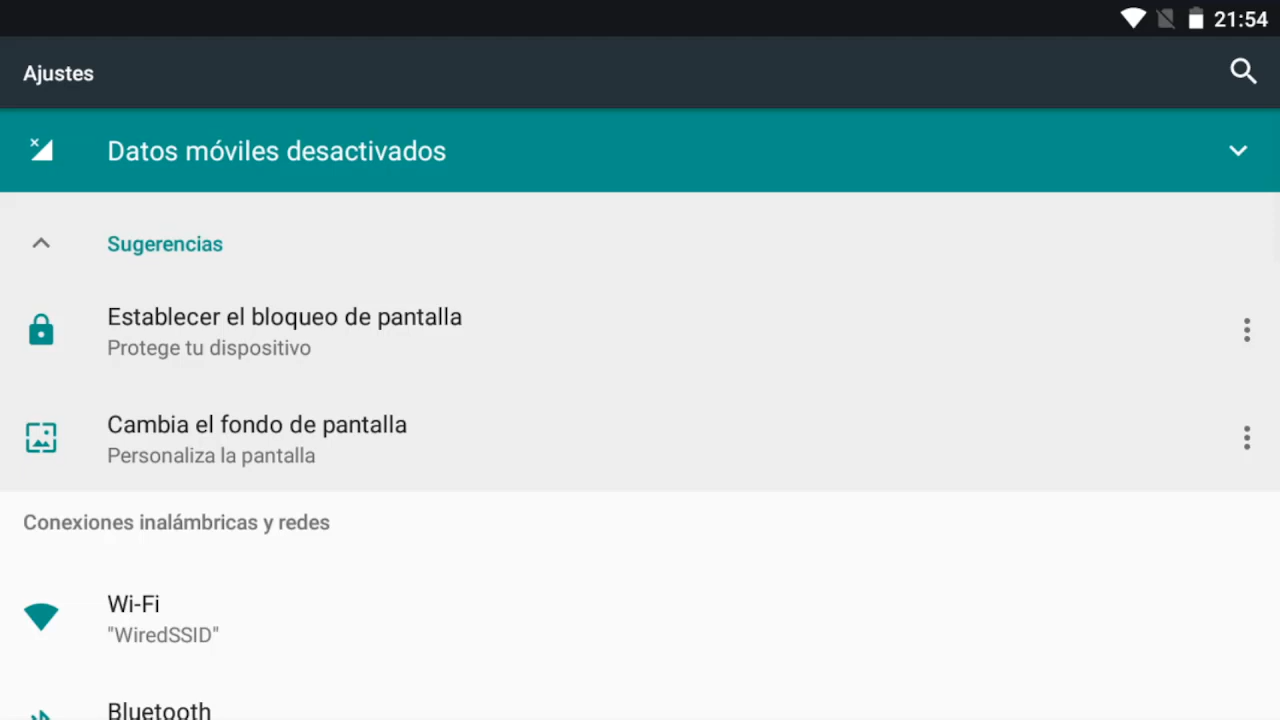 21:54
Ajustes
Datos móviles desactivados
Sugerencias
Establecer el bloqueo de pantalla
Protege tu dispositivo
Cambia el fondo de pantalla
Personaliza la pantalla
Conexiones inalámbricas y redes
Wi-Fi
"WiredSSID"
Bluetooth